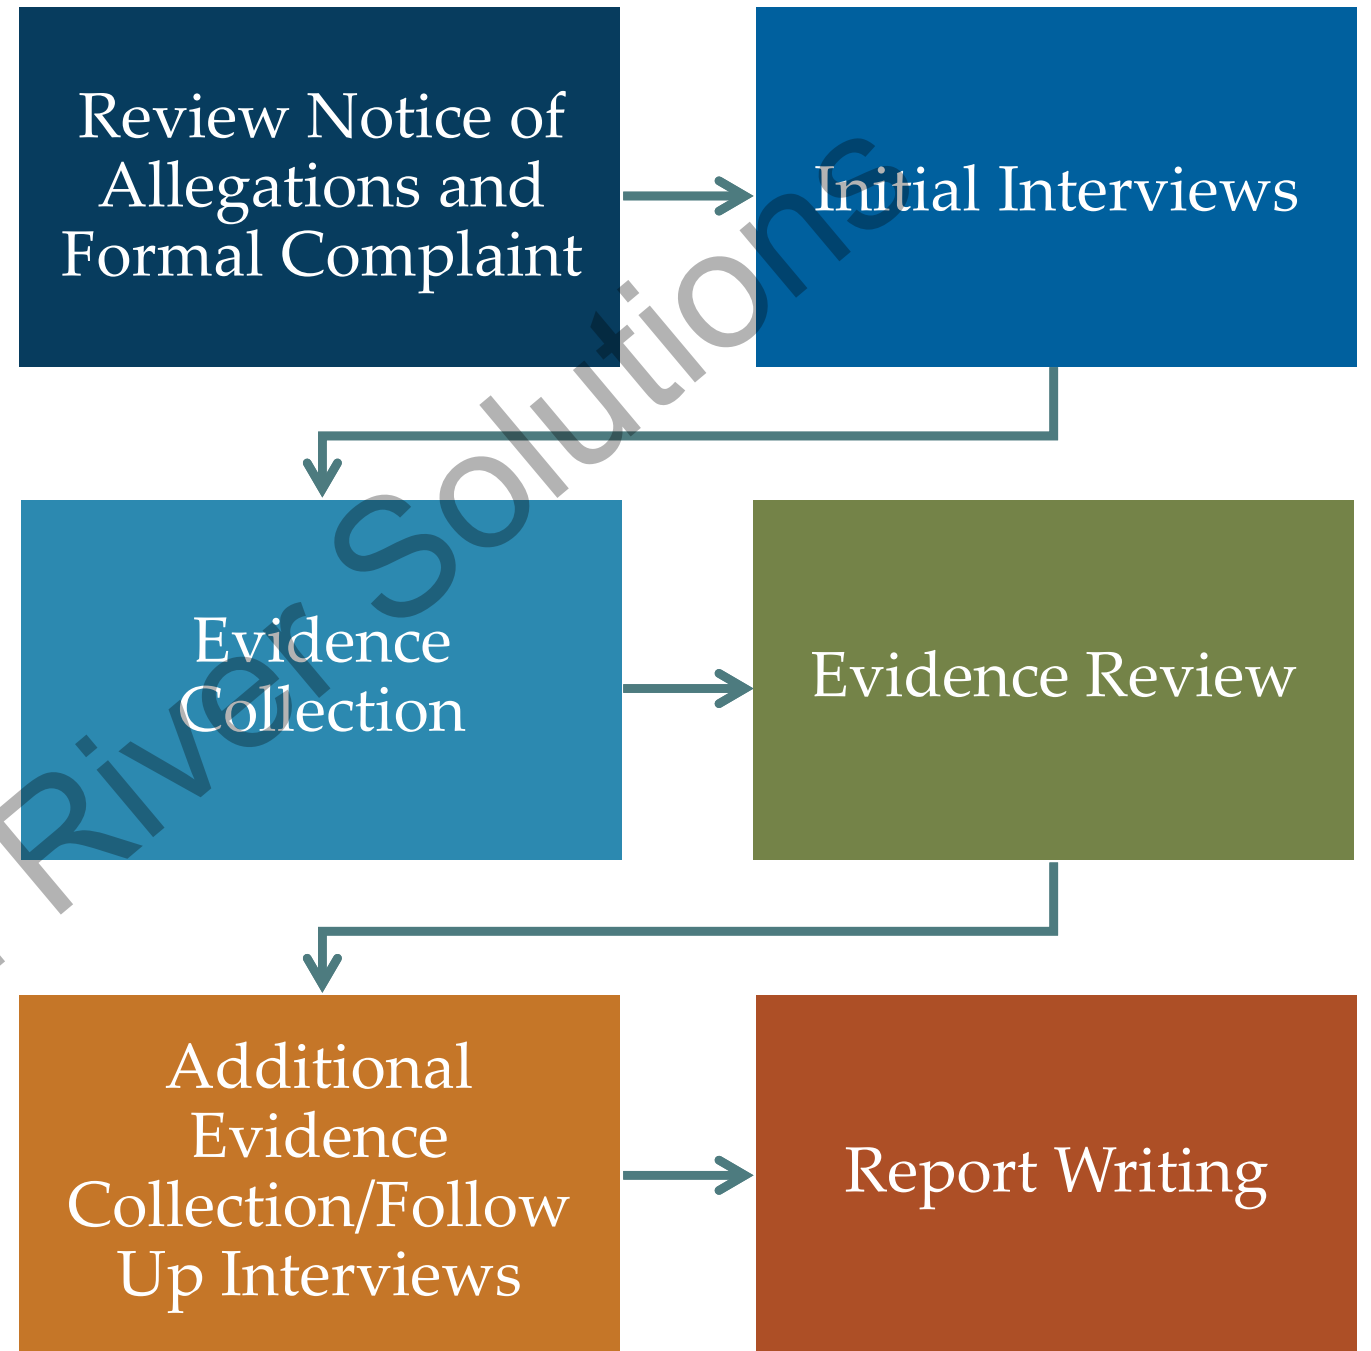 Review Notice of
Allegations and
Formal Complaint
Initial Interviews
Evidence
Collection
Evidence Review
Additional
Evidence
Collection/Follow
Up Interviews
Report Writing
River Solutions